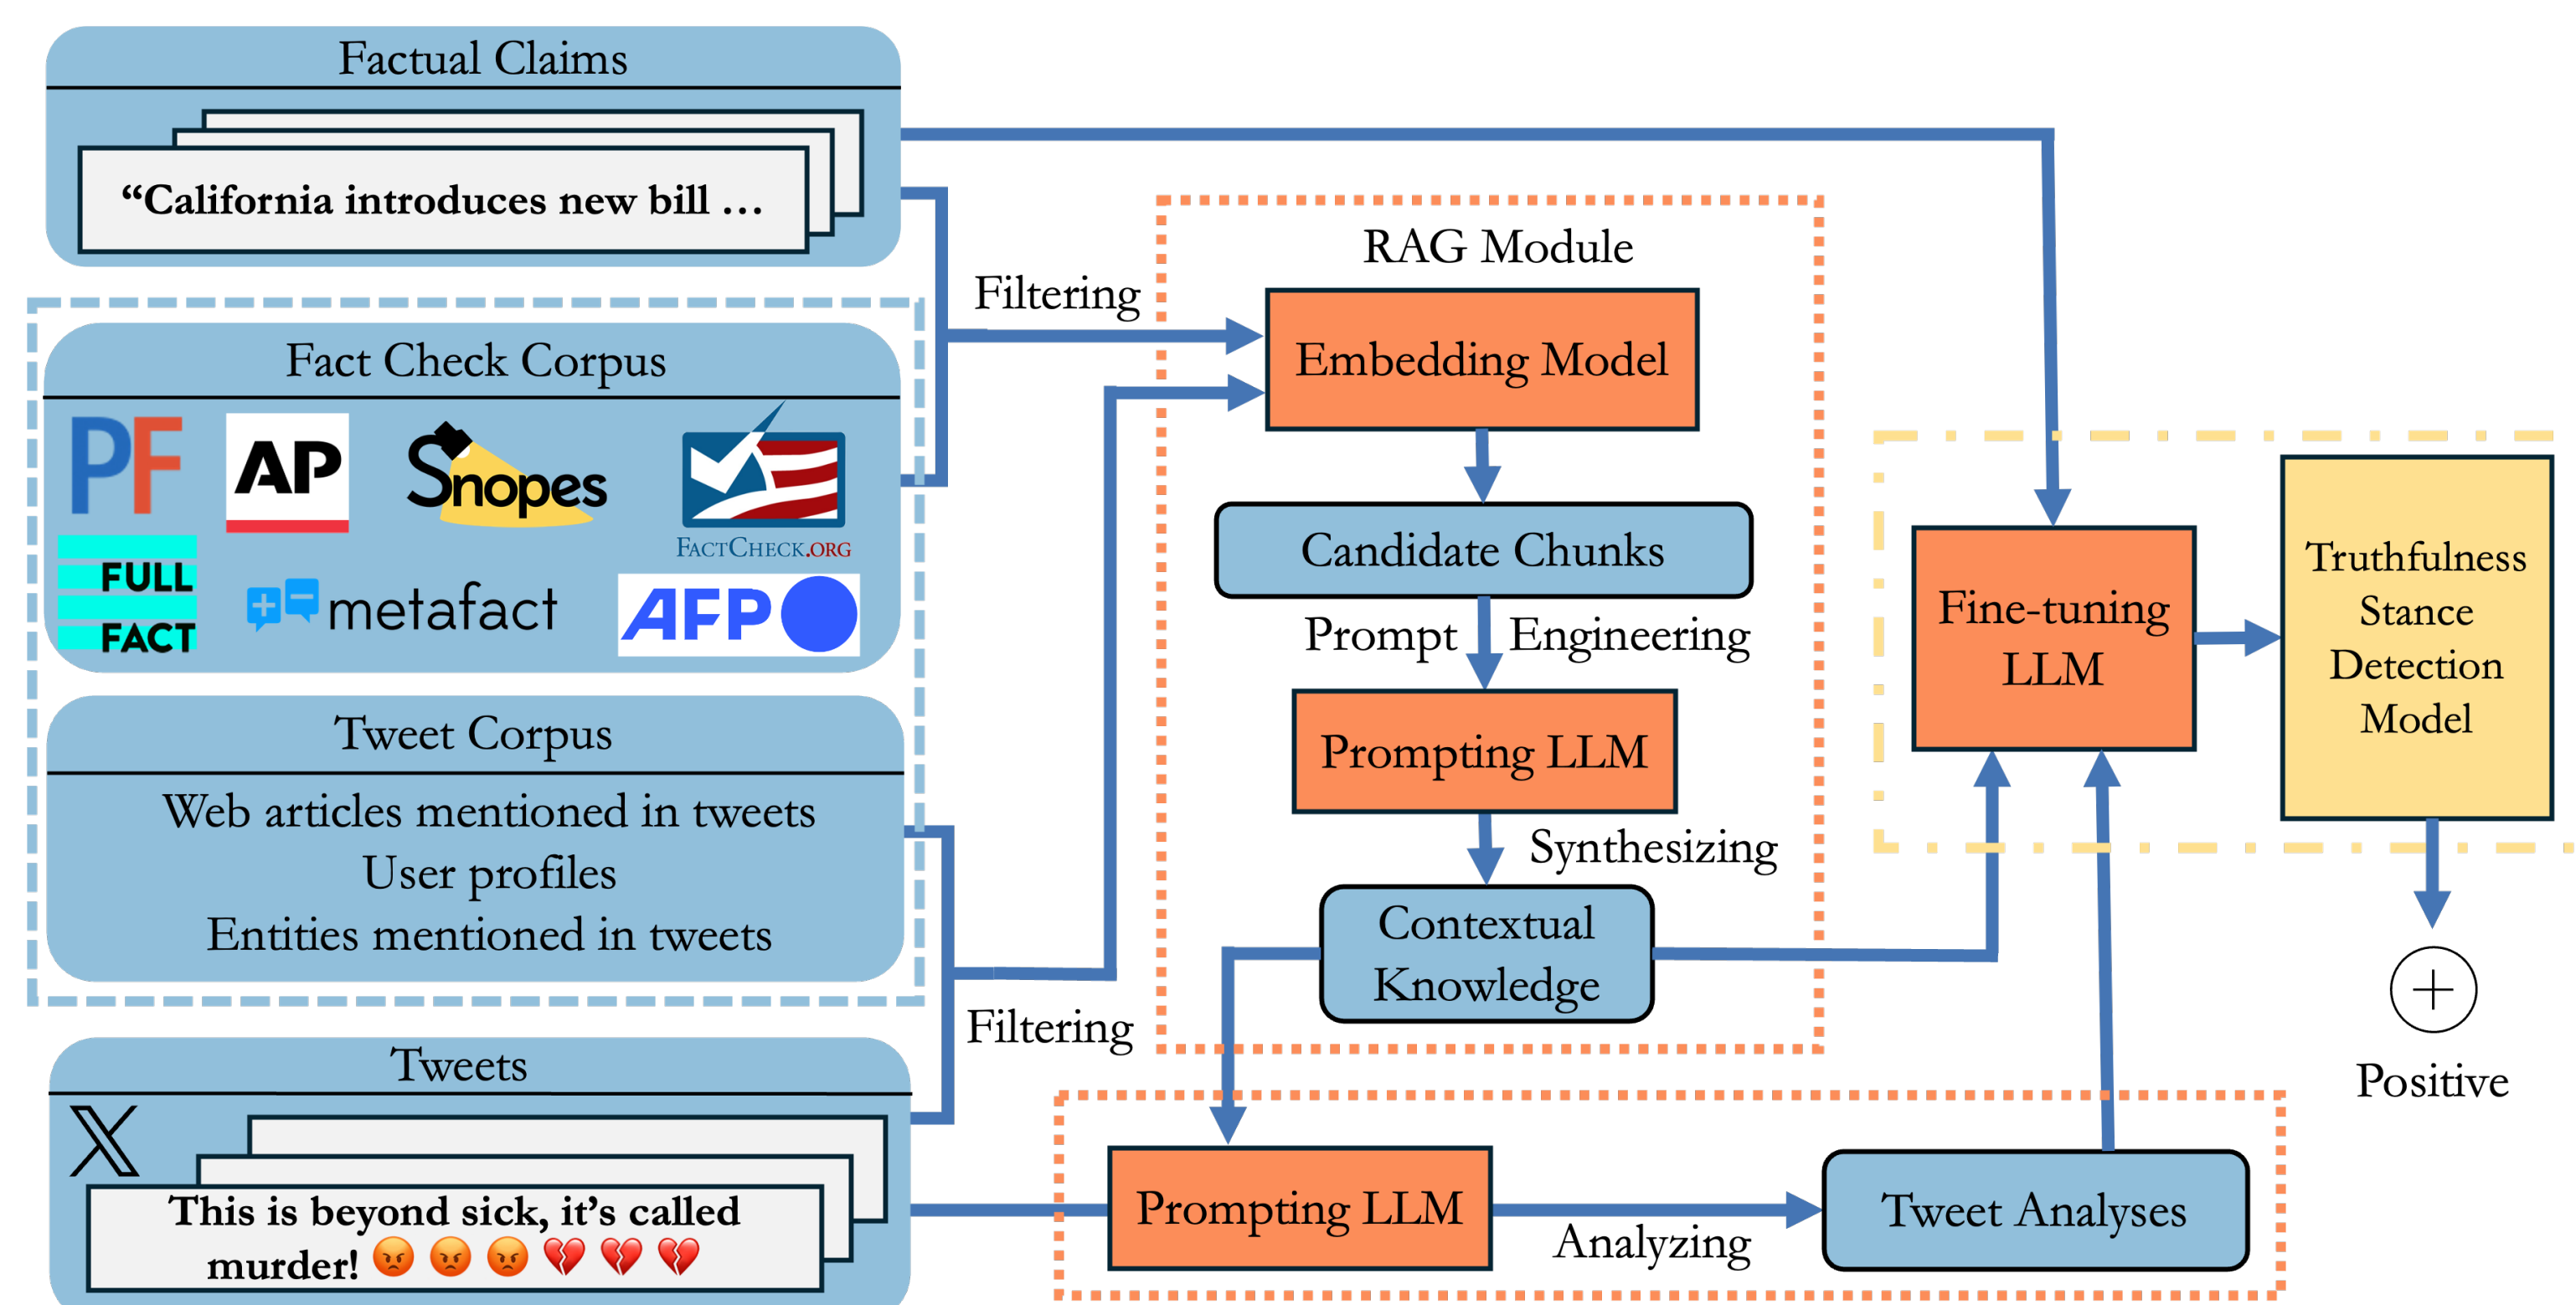 Factual Claims
“California introduces new bill …
Fact Check Corpus
PF
AP
Snopes
FACTCHECK.ORG
FULL
FACT
metafact
AFP
Tweet Corpus
Web articles mentioned in tweets
User profiles
Entities mentioned in tweets
Tweets
This is beyond sick, it’s called
murder! 😡 😡 😡 💔 💔 💔
Filtering
Filtering
RAG Module
Embedding Model
Candidate Chunks
Prompt Engineering
Prompting LLM
Synthesizing
Contextual
Knowledge
Prompting LLM
Analyzing
Tweet Analyses
Fine-tuning
LLM
Truthfulness
Stance
Detection
Model
Positive